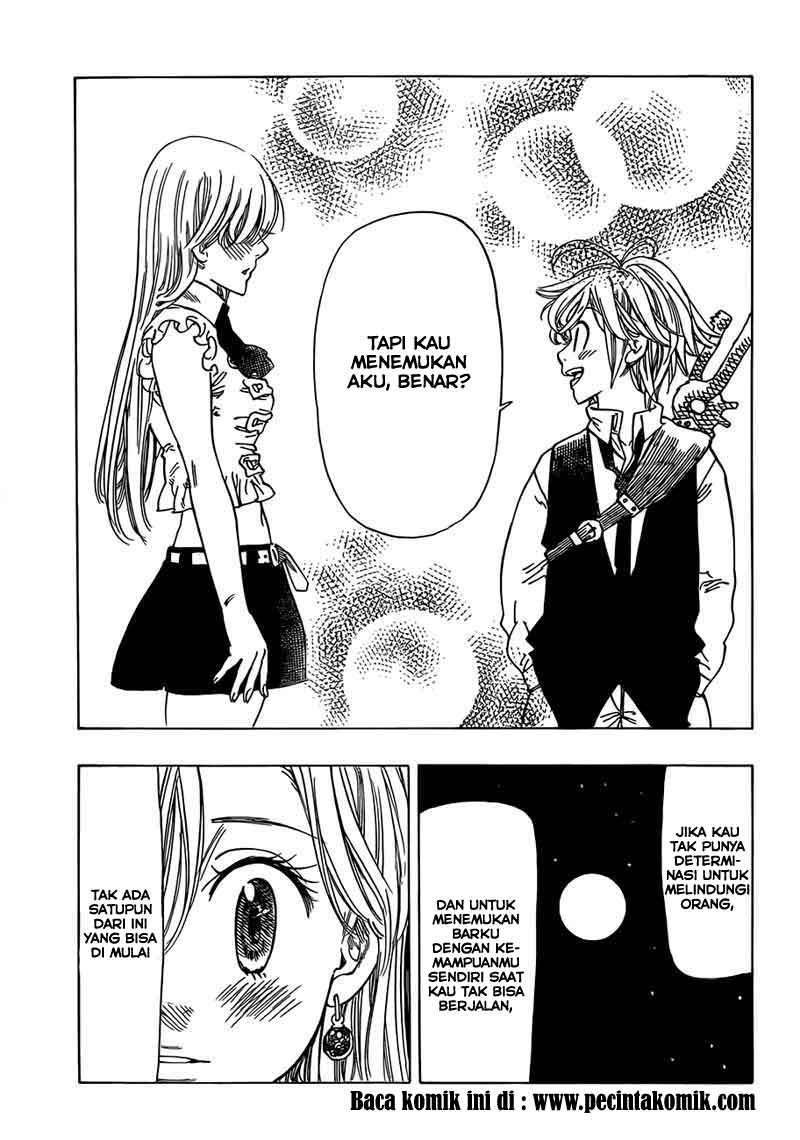 TAPI KAU
MENEMUKAN
AKU, BENAR?
JIKA KAU
TAK PUNYA
DETERMI-
NASI UNTUK
MELINDUNGI
ORANG,
DAN UNTUK
MENEMUKAN
BARKU
DENGAN KE-
MAMPUANMU
SENDIRI SAAT
KAU TAK BISA
BERJALAN,
TAK ADA
SATUPUN
DARI INI
YANG BISA
DI MULAI
Baca komik ini di : www.pecintakomik.com